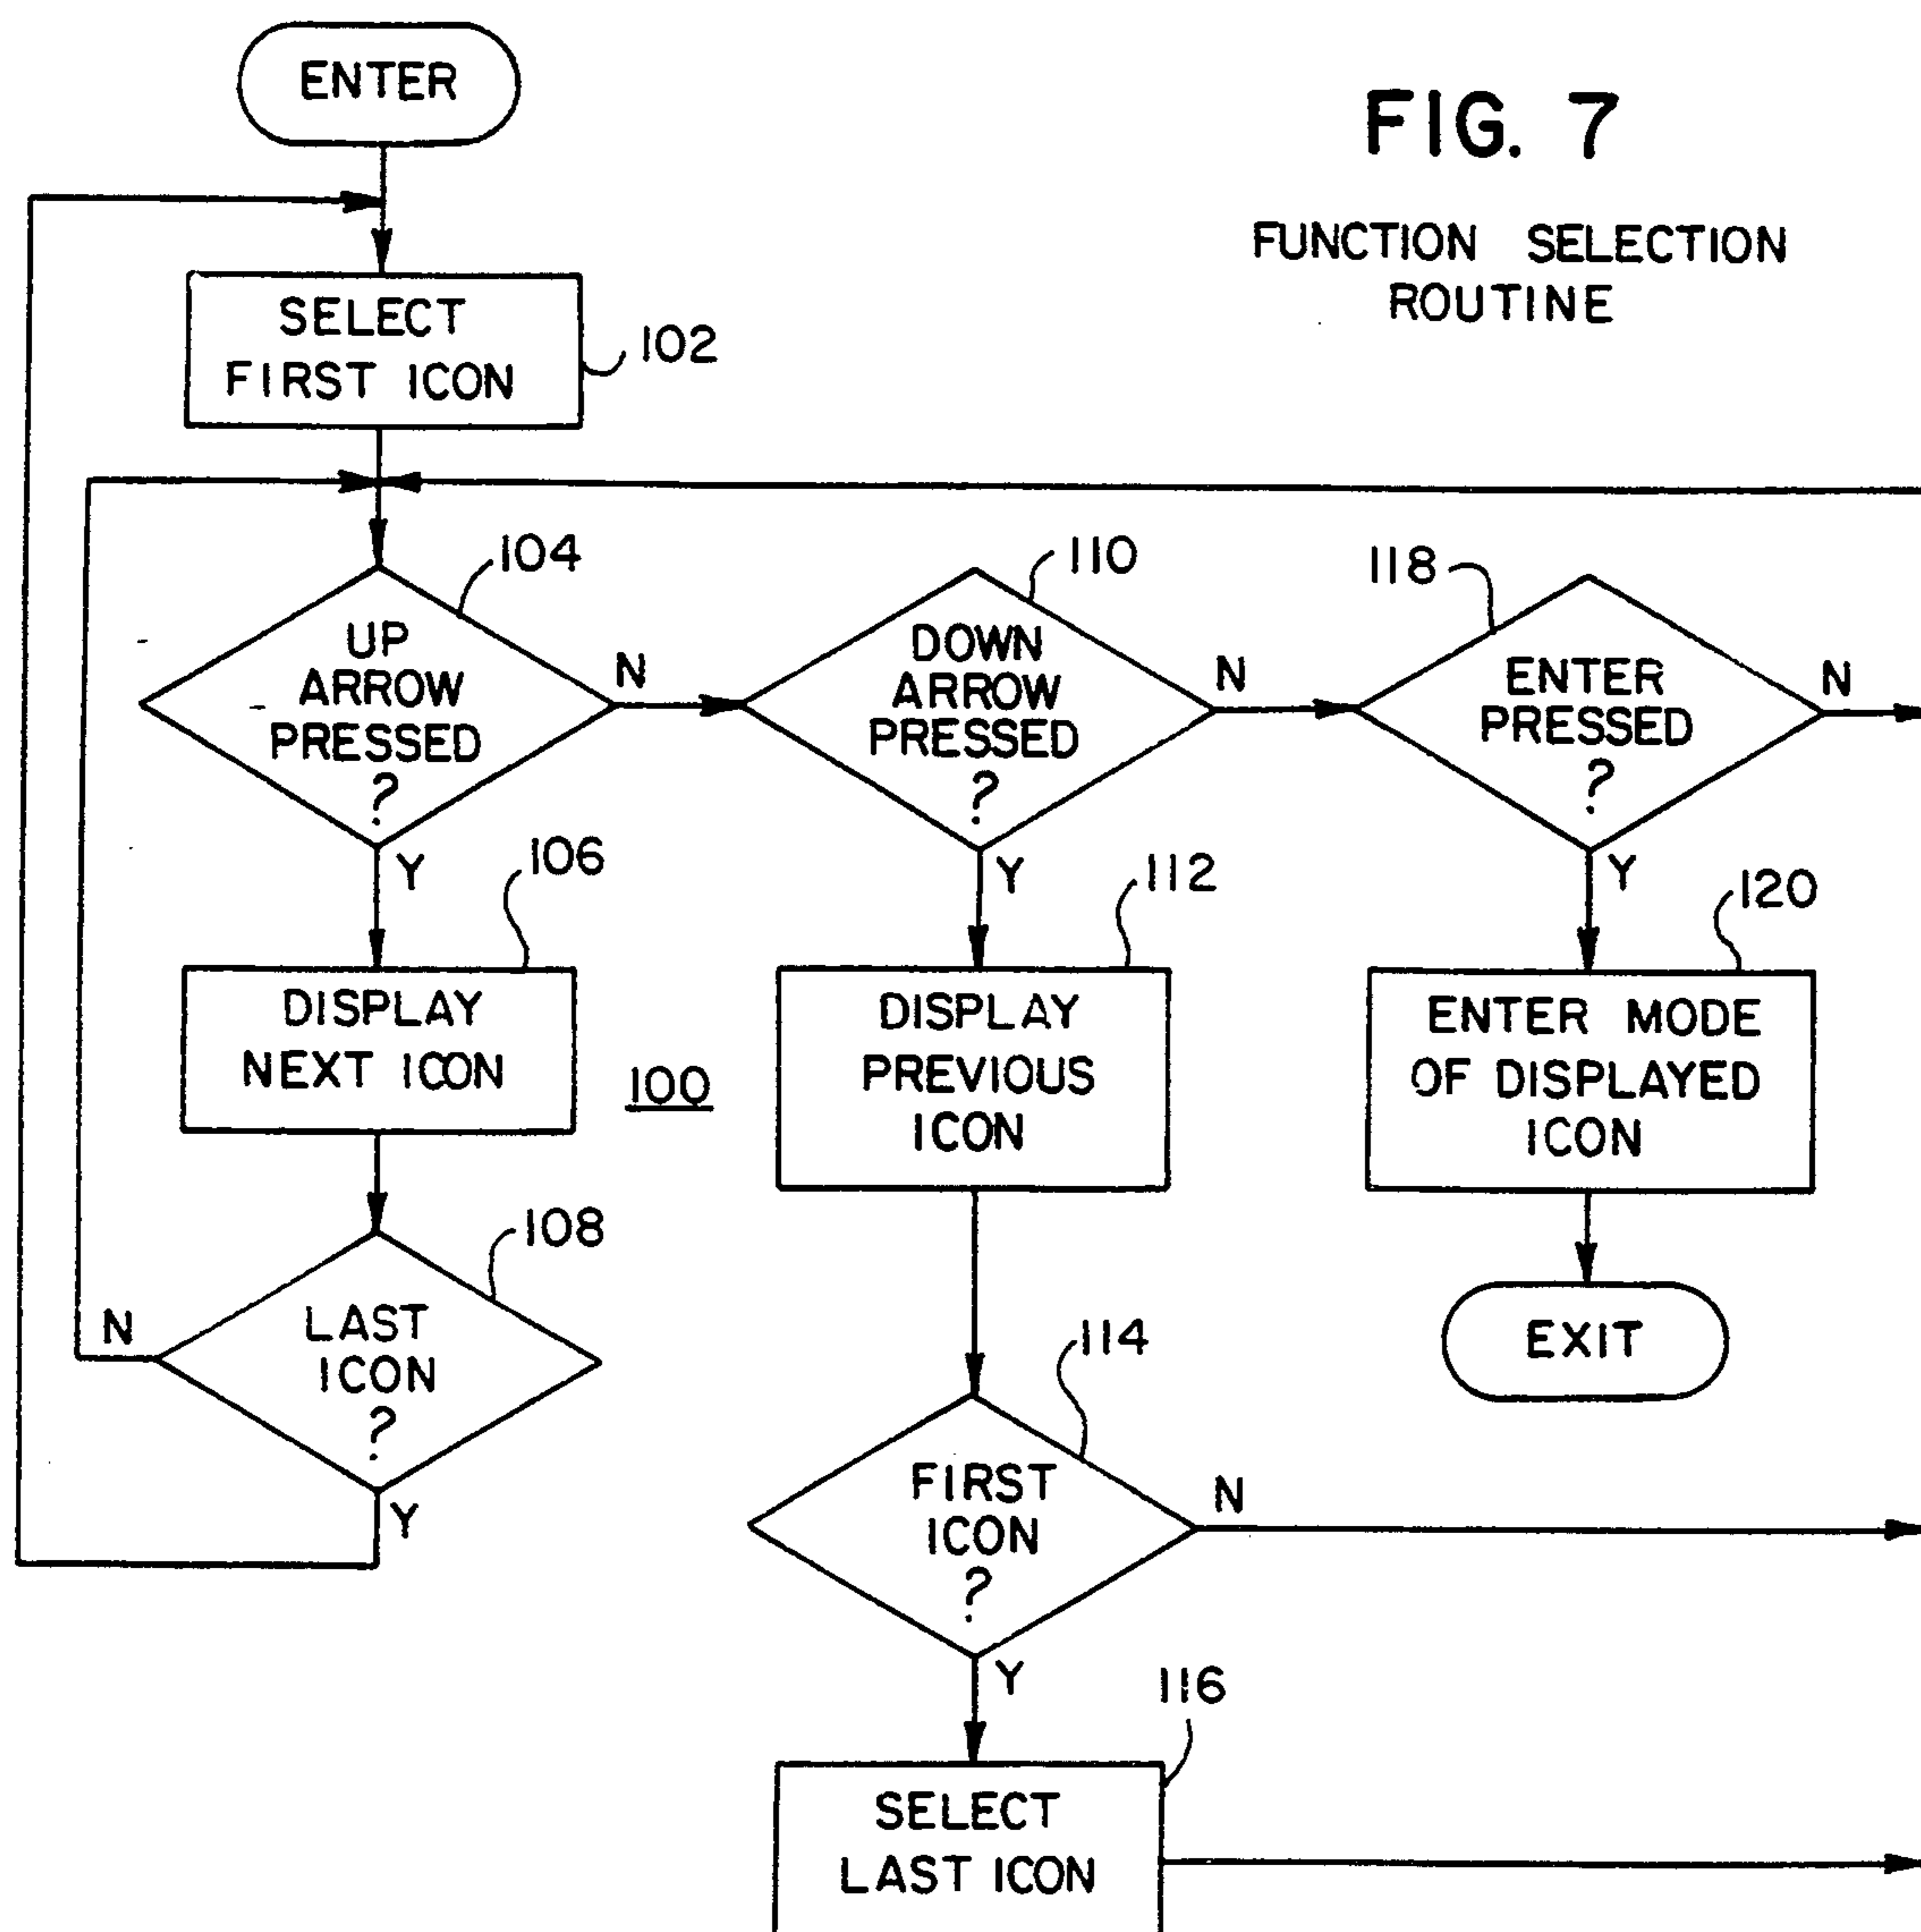 ENTER
FIG. 7
FUNCTION SELECTION
ROUTINE
SELECT
FIRST ICON
102
104
UP
ARROW
PRESSED
?
N
Y
110
DOWN
ARROW
PRESSED
?
N
Y
118
ENTER
PRESSED
?
N
Y
106
DISPLAY
NEXT ICON
100
112
DISPLAY
PREVIOUS
ICON
120
ENTER MODE
OF DISPLAYED
ICON
108
LAST
ICON
?
N
Y
114
FIRST
ICON
?
N
Y
EXIT
116
SELECT
LAST ICON